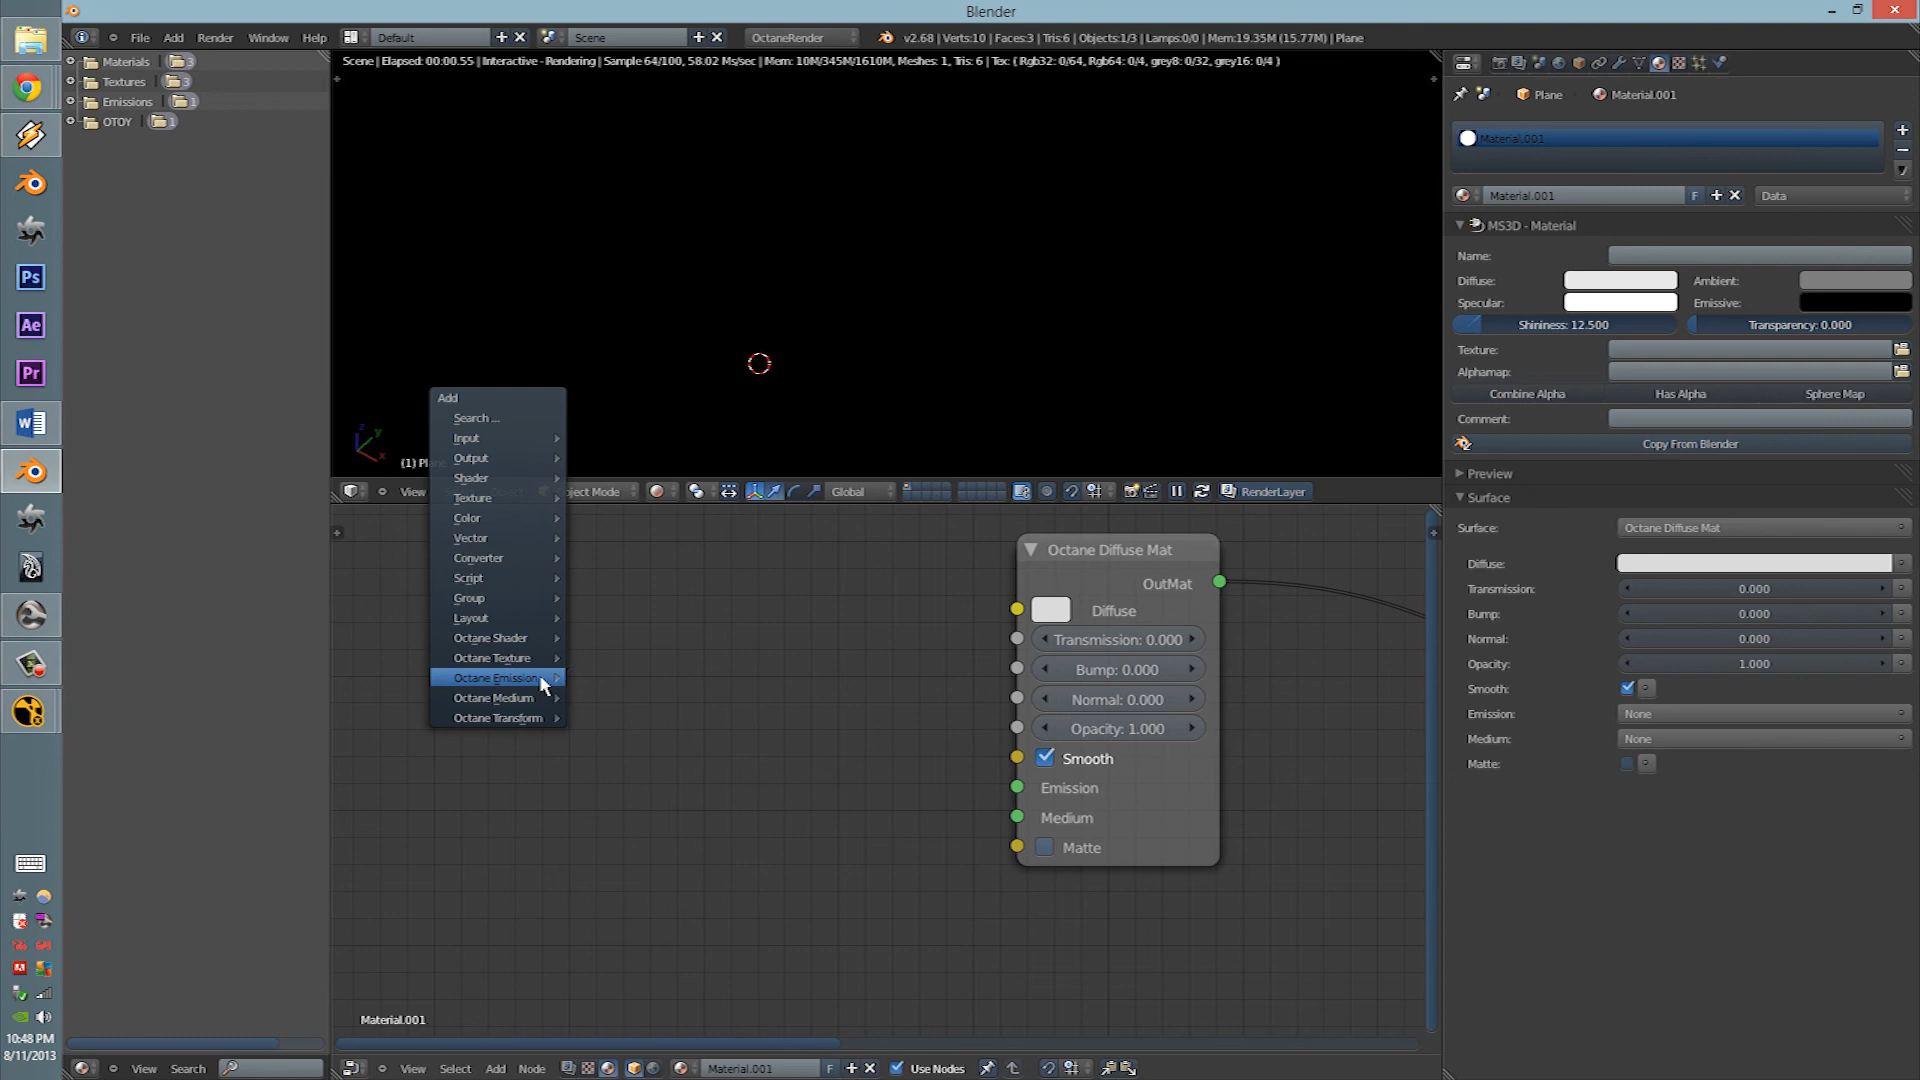 Blender
File Add Render Window Help
Default
Scene
OctaneRender
v2.68 | Verts:10 | Faces:3 | Tris:6 | Objects:1/3 | Lamps:0/0 | Mem:19.35M (15.77M) | Plane
Materials 3
Textures 3
Emissions 1
OTOY 1
Scene | Elapsed: 00:00.55 | Interactive - Rendering | Sample 64/100, 58.02 Ms/sec | Mem: 10M/345M/1610M, Meshes: 1, Tris: 6 | Tex: ( Rgb32: 0/64, Rgb64: 0/4, grey8: 0/32, grey16: 0/4 )
Ps
Ae
Pr
z
y
x
Add
Search ...
Input
Output
Shader
Texture
Color
Vector
Converter
Script
Group
Layout
Octane Shader
Octane Texture
Octane Emission
Octane Medium
Octane Transform
View
Global
RenderLayer
Octane Diffuse Mat
OutMat
Diffuse
Transmission: 0.000
Bump: 0.000
Normal: 0.000
Opacity: 1.000
Smooth
Emission
Medium
Matte
Material.001
View Search
View Select Add Node
Material.001 F
Use Nodes
10:48 PM
8/11/2013
Plane Material.001
Material.001
Material.001 F Data
MS3D - Material
Name:
Diffuse: Ambient:
Specular: Emissive:
Shininess: 12.500 Transparency: 0.000
Texture:
Alphamap:
Combine Alpha Has Alpha Sphere Map
Comment:
Copy From Blender
Preview
Surface
Surface: Octane Diffuse Mat
Diffuse:
Transmission: 0.000
Bump: 0.000
Normal: 0.000
Opacity: 1.000
Smooth:
Emission: None
Medium: None
Matte: